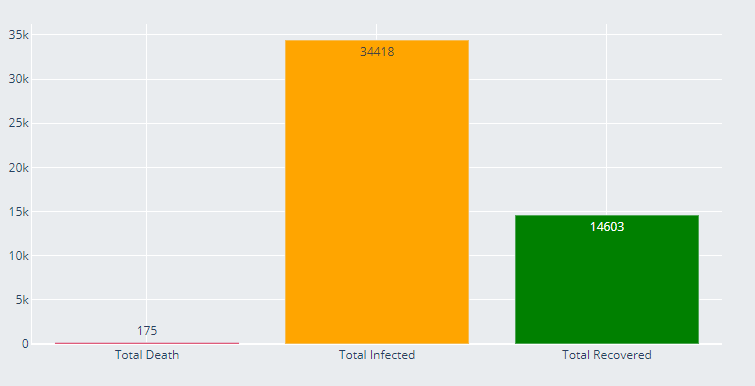 35k
34418
30k
25k
20k
15k
14603
10k
5k
175
0
Total Death
Total Infected
Total Recovered